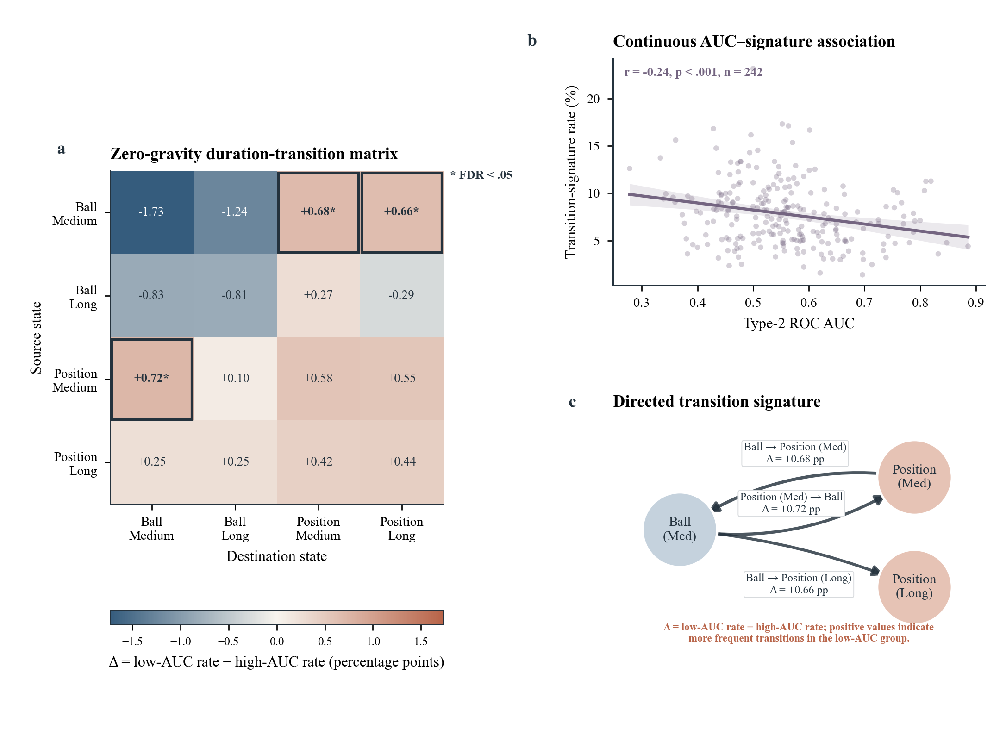 a
Zero-gravity duration-transition matrix
* FDR < .05
Source state
Ball
Medium
-1.73
-1.24
+0.68*
+0.66*
Ball
Long
-0.83
-0.81
+0.27
-0.29
Position
Medium
+0.72*
+0.10
+0.58
+0.55
Position
Long
+0.25
+0.25
+0.42
+0.44
Ball
Medium
Ball
Long
Position
Medium
Position
Long
Destination state
−1.5
−1.0
−0.5
0.0
0.5
1.0
1.5
Δ = low-AUC rate − high-AUC rate (percentage points)
b
Continuous AUC–signature association
r = -0.24, p < .001, n = 242
Transition-signature rate (%)
20
15
10
5
0.3
0.4
0.5
0.6
0.7
0.8
0.9
Type-2 ROC AUC
c
Directed transition signature
Ball → Position (Med)
Δ = +0.68 pp
Position
(Med)
Position (Med) → Ball
Δ = +0.72 pp
Ball
(Med)
Ball → Position (Long)
Δ = +0.66 pp
Position
(Long)
Δ = low-AUC rate − high-AUC rate; positive values indicate
more frequent transitions in the low-AUC group.